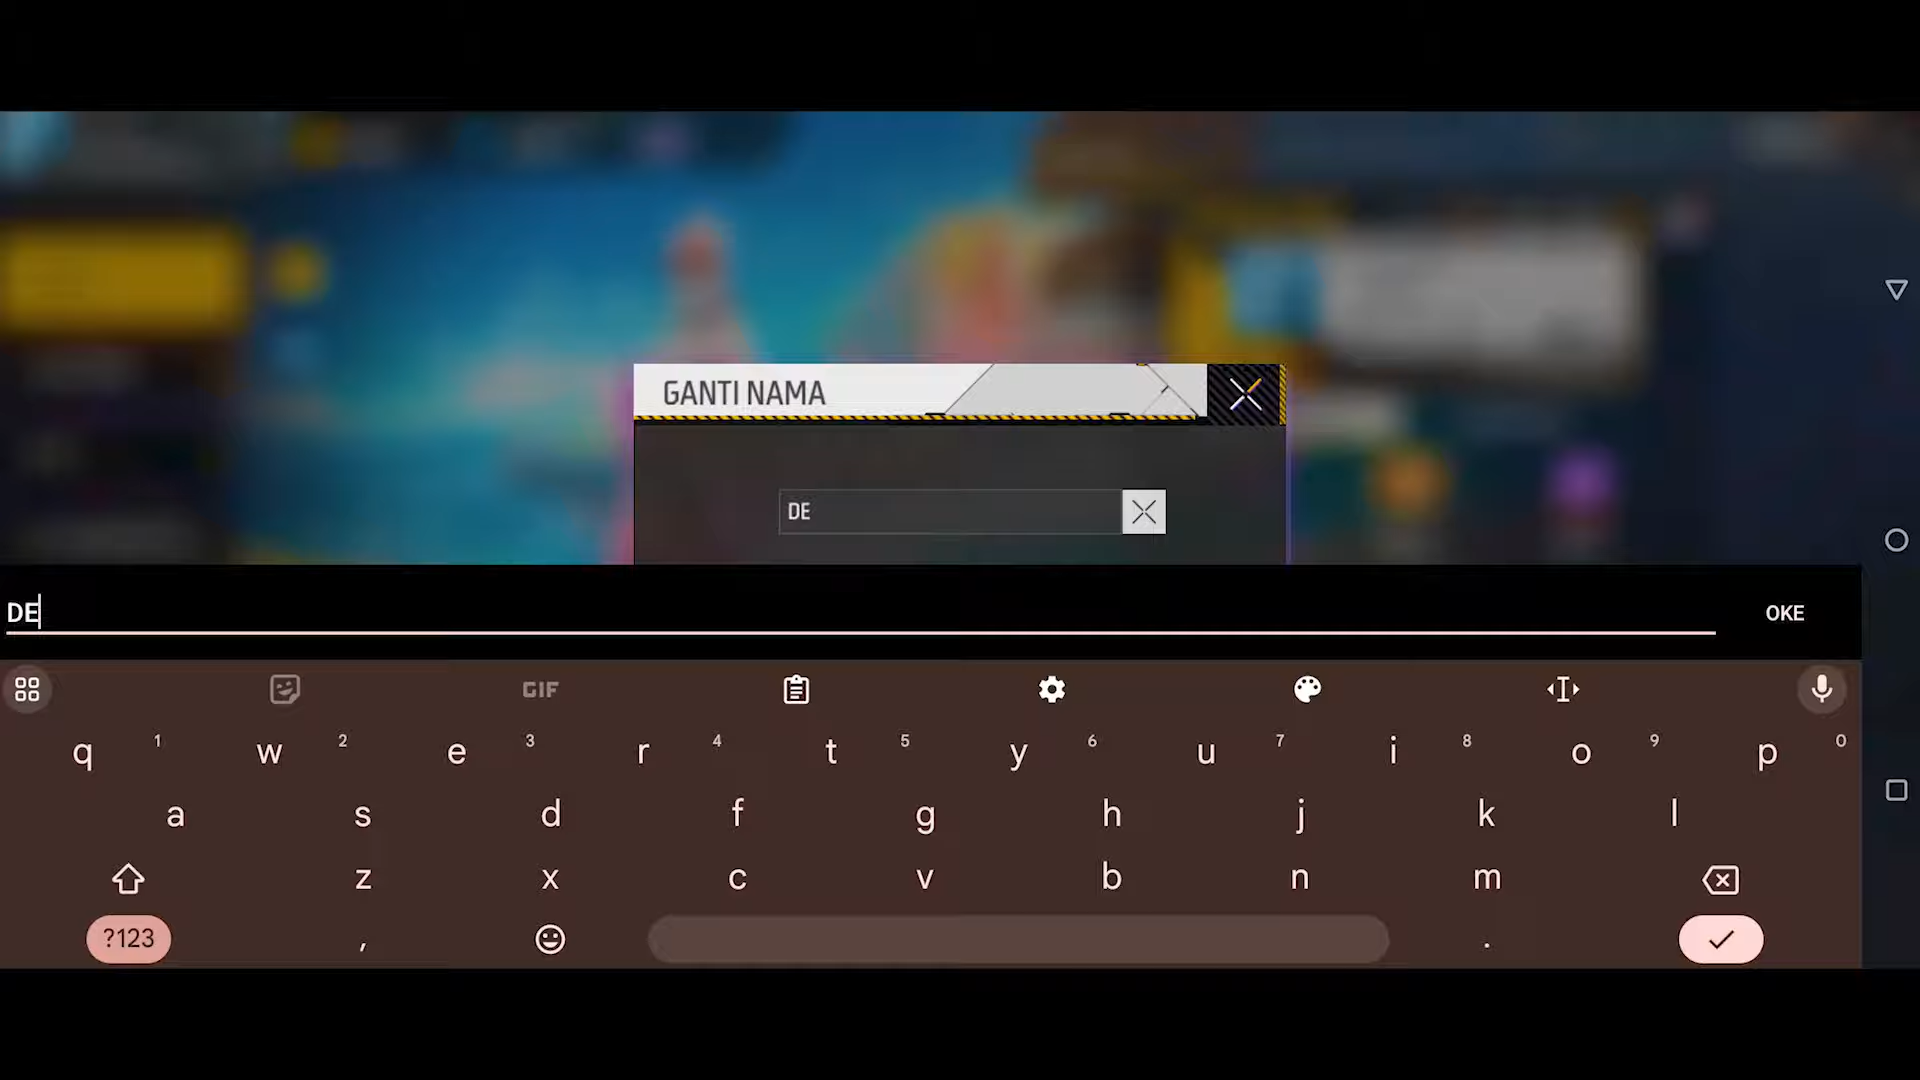 GANTI NAMA
DE
DE OKE
GIF
q 1 w 2 e 3 r 4 t 5 y 6 u 7 i 8 o 9 p 0
a s d f g h j k l
z x c v b n m
?123 , .